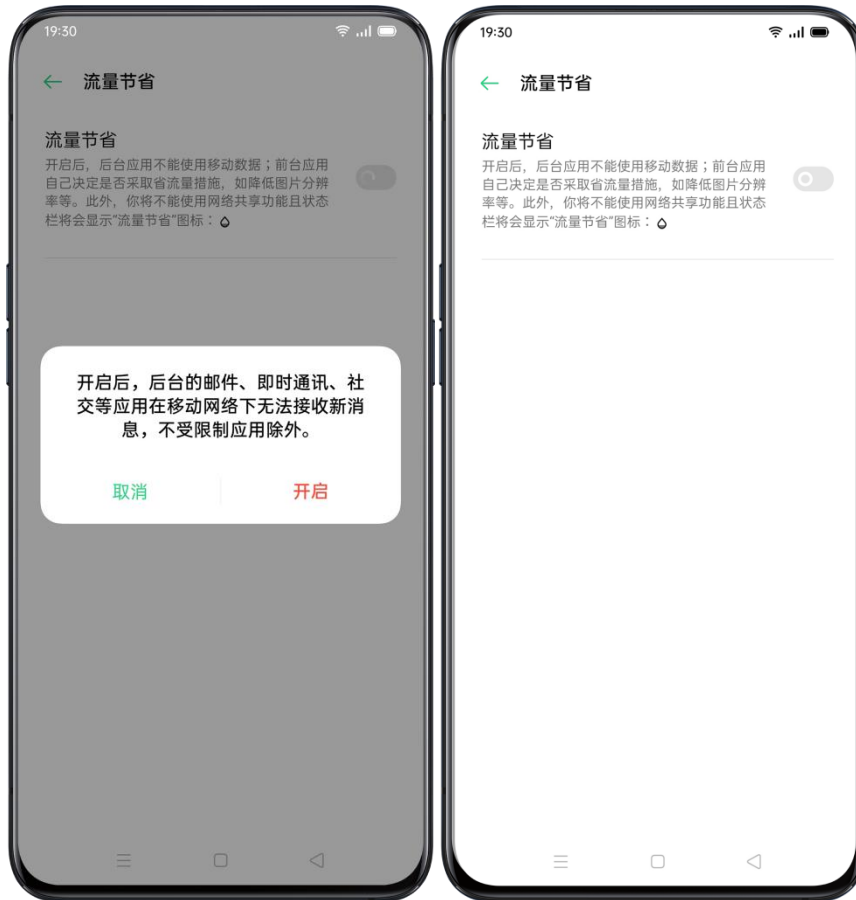 19:30
流量节省
流量节省
开启后，后台应用不能使用移动数据；前台应用
自己决定是否采取省流量措施，如降低图片分辨
率等。此外，你将不能使用网络共享功能且状态
栏将会显示“流量节省”图标：
开启后，后台的邮件、即时通讯、社
交等应用在移动网络下无法接收新消
息，不受限制应用除外。
取消
开启
19:30
流量节省
流量节省
开启后，后台应用不能使用移动数据；前台应用
自己决定是否采取省流量措施，如降低图片分辨
率等。此外，你将不能使用网络共享功能且状态
栏将会显示“流量节省”图标：